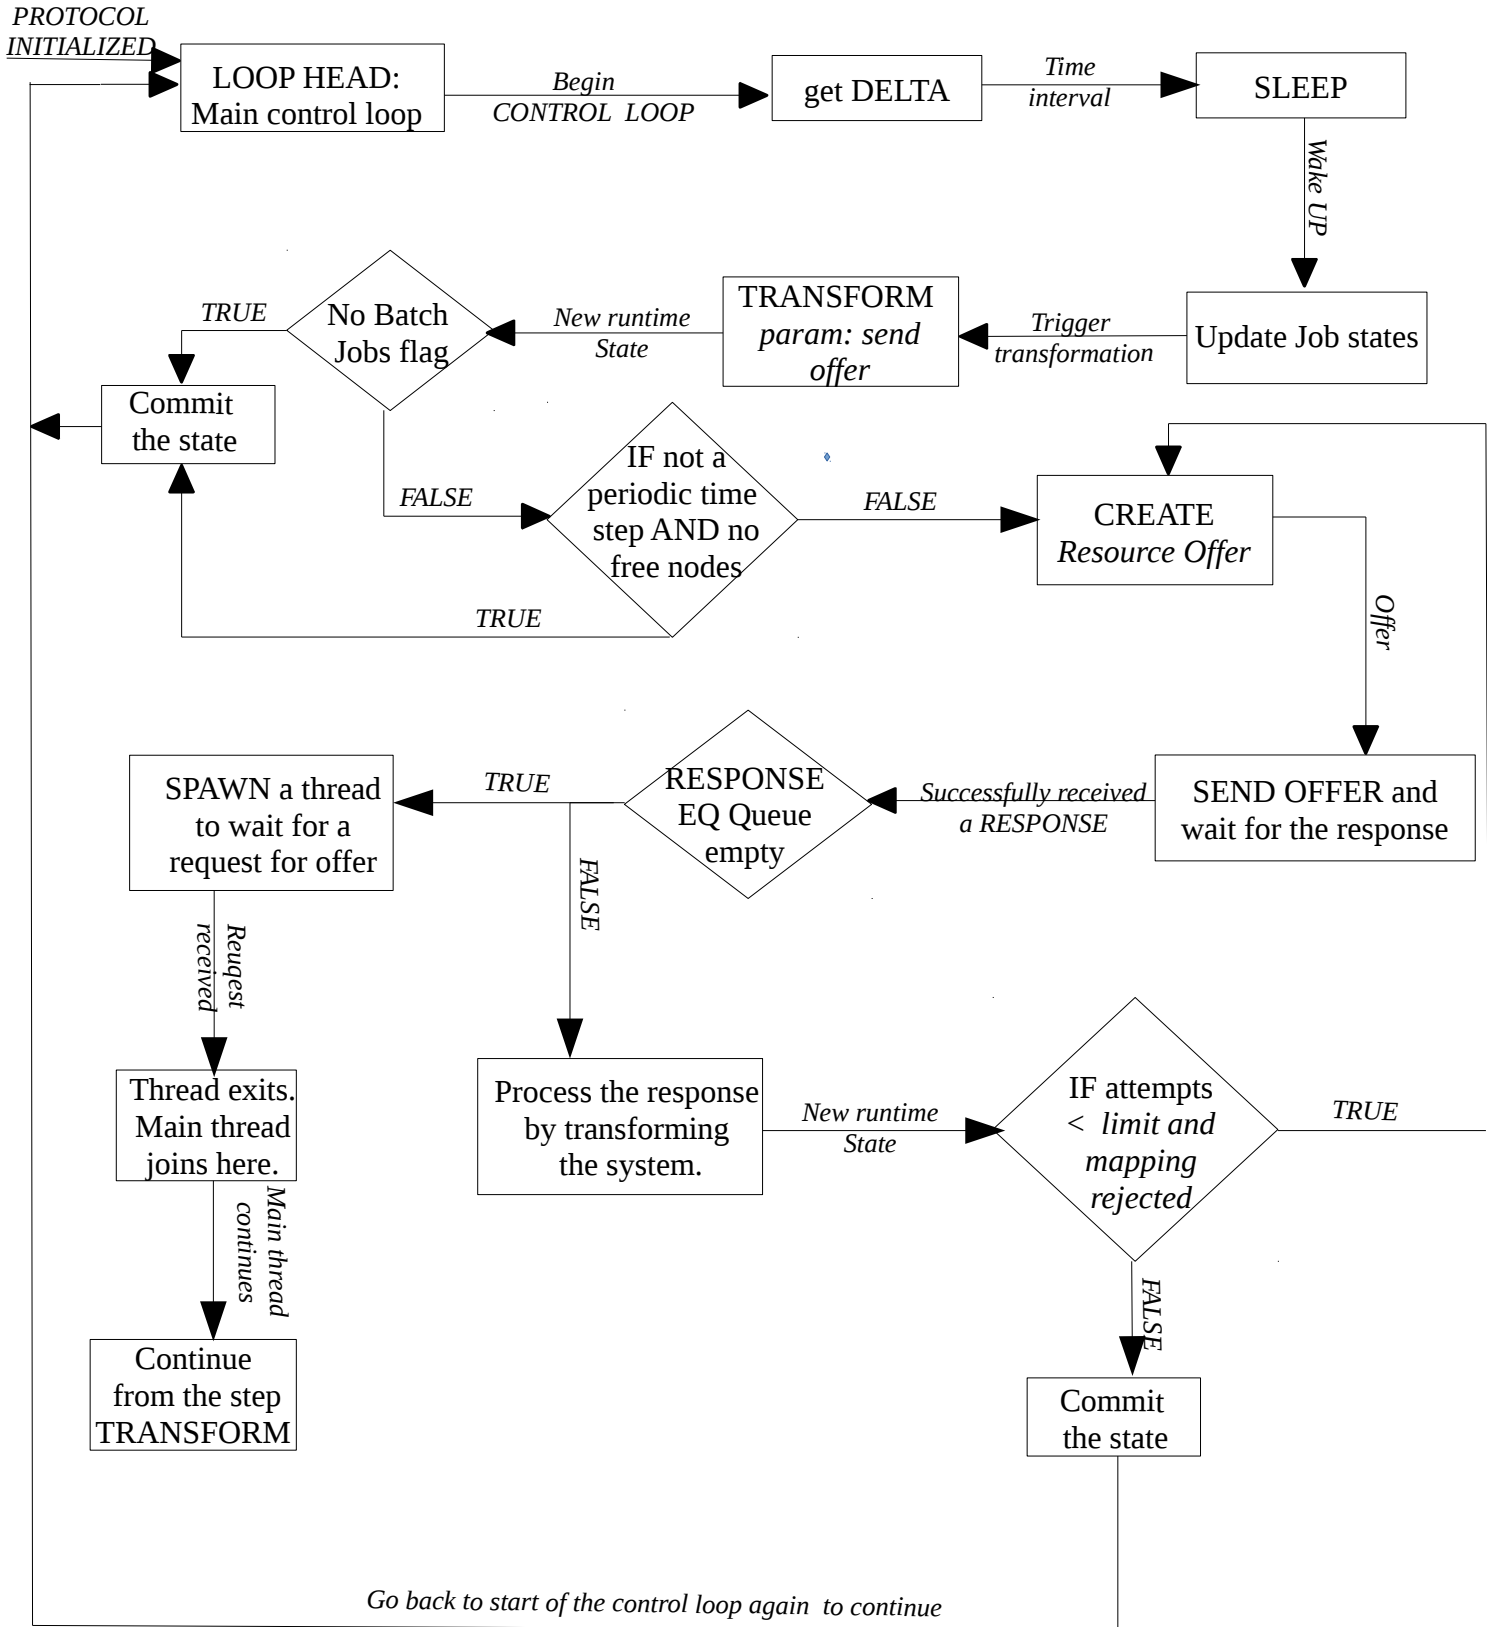 PROTOCOL
INITIALIZED
LOOP HEAD:
Main control loop
Begin
CONTROL LOOP
get DELTA
Time
interval
SLEEP
Wake UP
Update Job states
Trigger
transformation
TRANSFORM
param: send
offer
New runtime
State
No Batch
Jobs flag
TRUE
Commit
the state
FALSE
IF not a
periodic time
step AND no
free nodes
TRUE
FALSE
CREATE
Resource Offer
Offer
SEND OFFER and
wait for the response
Successfully received
a RESPONSE
RESPONSE
EQ Queue
empty
TRUE
SPAWN a thread
to wait for a
request for offer
Reuqest
received
Thread exits.
Main thread
joins here.
Main thread
continues
Continue
from the step
TRANSFORM
FALSE
Process the response
by transforming
the system.
New runtime
State
IF attempts
< limit and
mapping
rejected
TRUE
FALSE
Commit
the state
Go back to start of the control loop again to continue